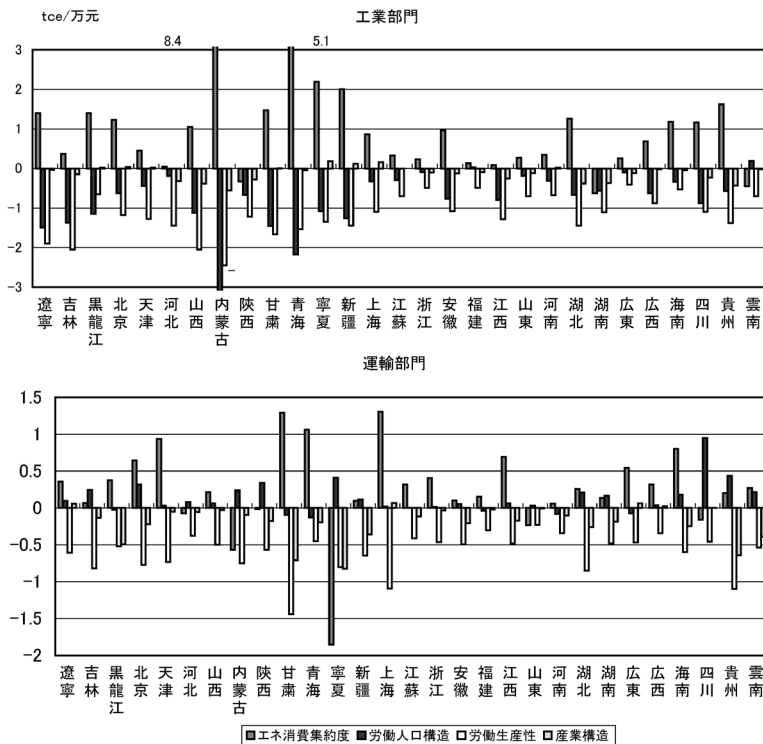 tce/万元
工業部門
8.4
5.1
3
2
1
0
−1
−2
−3
遼寧 吉林 黒龍江 北京 天津 河北 山西 内蒙古 陝西 甘粛 青海 寧夏 新疆 上海 江蘇 浙江 安徽 福建 江西 山東 河南 湖北 湖南 広東 広西 海南 四川 貴州 雲南
運輸部門
1.5
1
0.5
0
−0.5
−1
−1.5
−2
遼寧 吉林 黒龍江 北京 天津 河北 山西 内蒙古 陝西 甘粛 青海 寧夏 新疆 上海 江蘇 浙江 安徽 福建 江西 山東 河南 湖北 湖南 広東 広西 海南 四川 貴州 雲南
エネ消費集約度 労働人口構造 労働生産性 産業構造